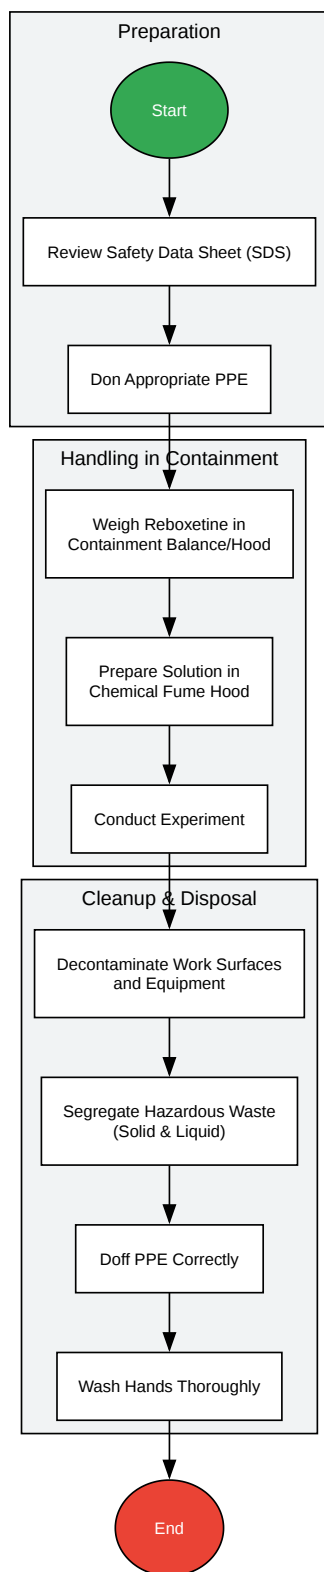 Preparation
Start
Review Safety Data Sheet (SDS)
Don Appropriate PPE
Handling in Containment
Weigh Reboxetine in
Containment Balance/Hood
Prepare Solution in
Chemical Fume Hood
Conduct Experiment
Cleanup & Disposal
Decontaminate Work Surfaces
and Equipment
Segregate Hazardous Waste
(Solid & Liquid)
Doff PPE Correctly
Wash Hands Thoroughly
End